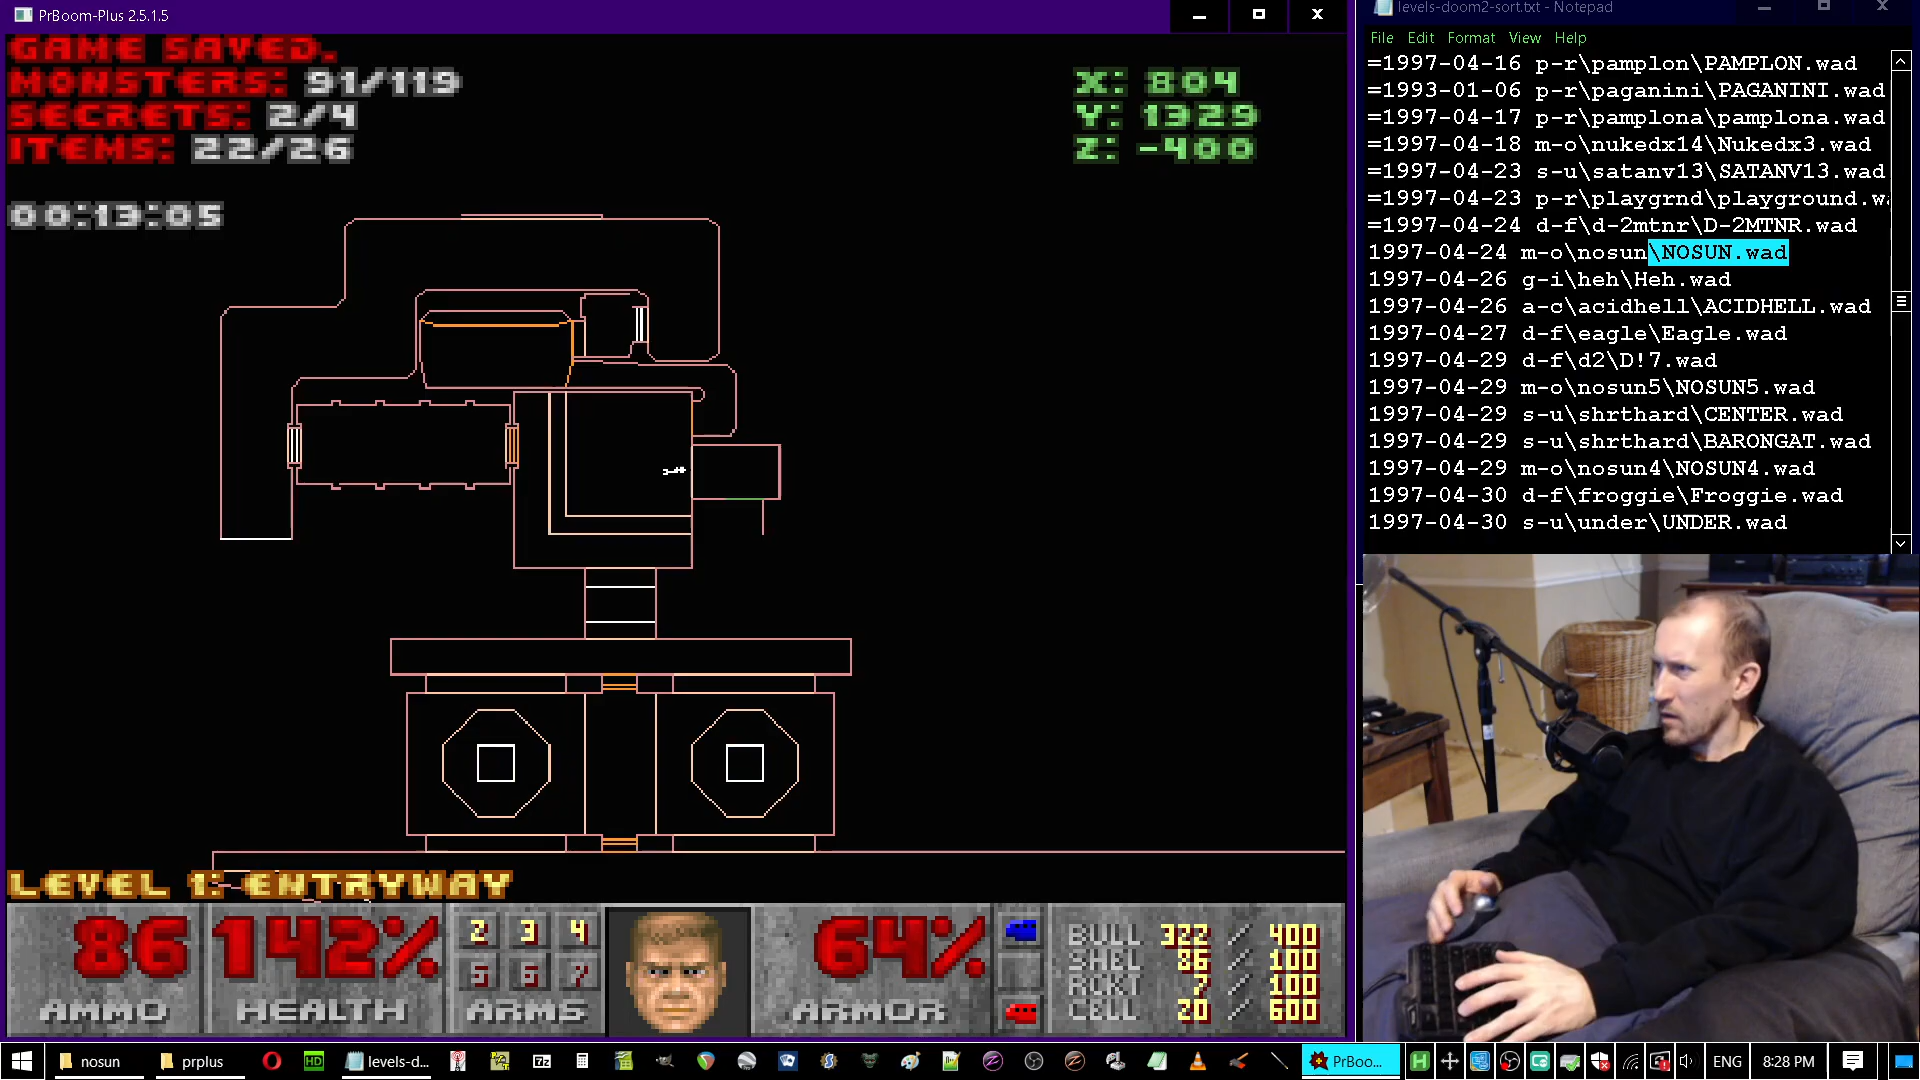 PrBoom-Plus 2.5.1.5
GAME SAVED.
MONSTERS: 91/119
SECRETS: 2/4
ITEMS: 22/26
X: 804
Y: 1329
Z: -400
00:13:05
LEVEL 1: ENTRYWAY
86
AMMO
142%
HEALTH
2 3 4
5 6 7
ARMS
64%
ARMOR
BULL 322 / 400
SHEL 86 / 100
RCKT 7 / 100
CELL 20 / 600
levels-doom2-sort.txt - Notepad
File Edit Format View Help
=1997-04-16 p-r\pamplon\PAMPLON.wad
=1993-01-06 p-r\paganini\PAGANINI.wad
=1997-04-17 p-r\pamplona\pamplona.wad
=1997-04-18 m-o\nukedx14\Nukedx3.wad
=1997-04-23 s-u\satanv13\SATANV13.wad
=1997-04-23 p-r\playgrnd\playground.wa
=1997-04-24 d-f\d-2mtnr\D-2MTNR.wad
1997-04-24 m-o\nosun\NOSUN.wad
1997-04-26 g-i\heh\Heh.wad
1997-04-26 a-c\acidhell\ACIDHELL.wad
1997-04-27 d-f\eagle\Eagle.wad
1997-04-29 d-f\d2\D!7.wad
1997-04-29 m-o\nosun5\NOSUN5.wad
1997-04-29 s-u\shrthard\CENTER.wad
1997-04-29 s-u\shrthard\BARONGAT.wad
1997-04-29 m-o\nosun4\NOSUN4.wad
1997-04-30 d-f\froggie\Froggie.wad
1997-04-30 s-u\under\UNDER.wad
nosun
prplus
HD
levels-d...
7z
PrBoo...
ENG
8:28 PM